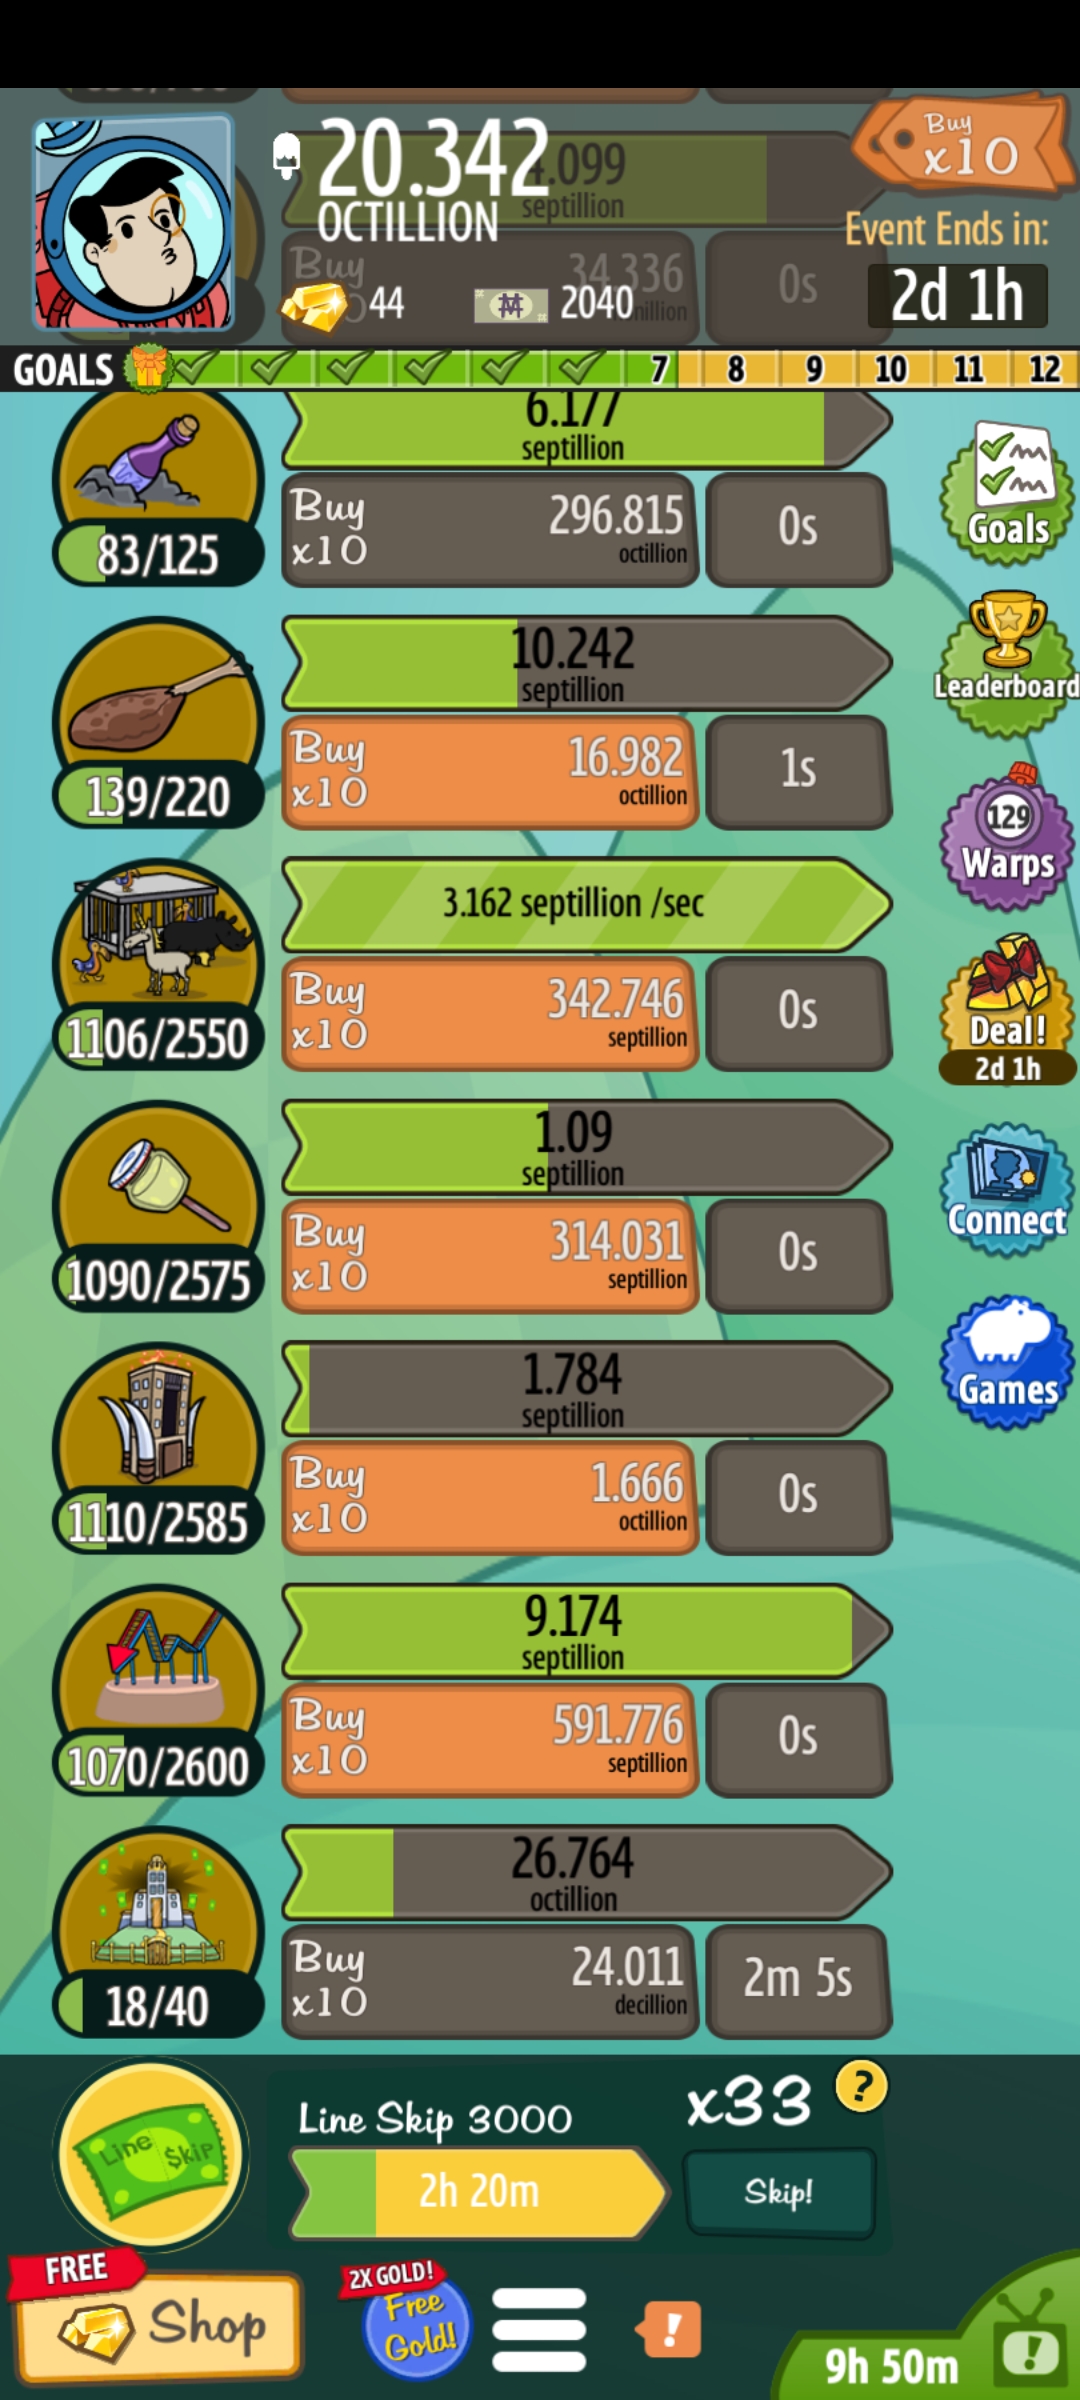 20.342
OCTILLION
44
2040
Buy
x10
Event Ends in:
2d 1h
septillion
Buy
34.336
0s
GOALS
7
8
9
10
11
12
6.177
septillion
83/125
Buy
x10
296.815
octillion
0s
Goals
10.242
septillion
139/220
Buy
x10
16.982
octillion
1s
Leaderboard
129
Warps
3.162 septillion /sec
1106/2550
Buy
x10
342.746
septillion
0s
Deal!
2d 1h
1.09
septillion
1090/2575
Buy
x10
314.031
septillion
0s
Connect
1.784
septillion
1110/2585
Buy
x10
1.666
octillion
0s
Games
9.174
septillion
1070/2600
Buy
x10
591.776
septillion
0s
26.764
octillion
18/40
Buy
x10
24.011
decillion
2m 5s
Line Skip
Line Skip 3000
x33
?
2h 20m
Skip!
FREE
Shop
2X GOLD!
Free
Gold!
!
9h 50m
!